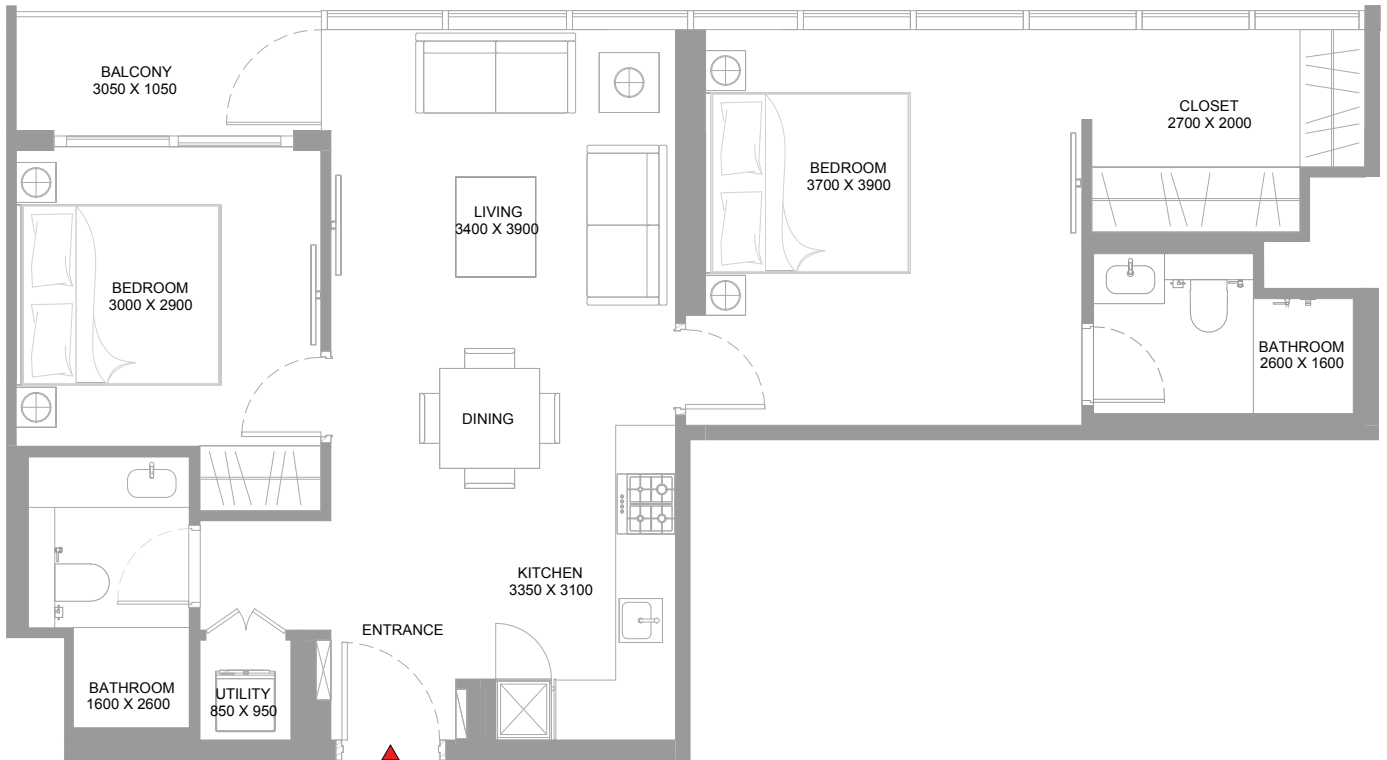 BALCONY
3050 X 1050
CLOSET
2700 X 2000
BEDROOM
3700 X 3900
LIVING
3400 X 3900
BEDROOM
3000 X 2900
BATHROOM
2600 X 1600
DINING
KITCHEN
3350 X 3100
ENTRANCE
BATHROOM
1600 X 2600
UTILITY
850 X 950